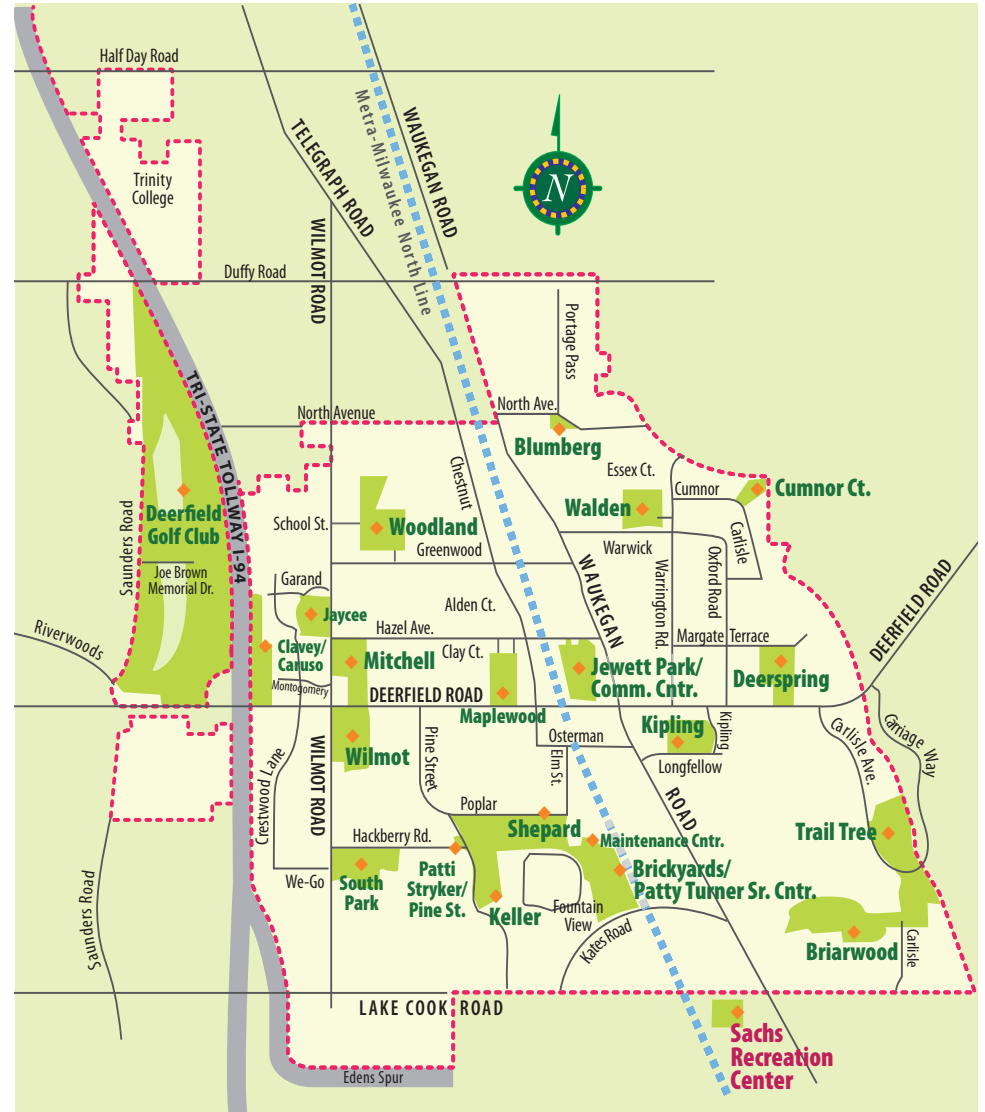 Half Day Road
Trinity
College
TELEGRAPH ROAD
Metra-Milwaukee North Line
WAUKEGAN ROAD
N
WILMOT ROAD
Duffy Road
Portage Pass
TRI-STATE TOLLWAY I-94
North Avenue
North Ave.
Blumberg
Essex Ct.
Chestnut
Walden
Cumnor
Cumnor Ct.
Deerfield
Golf Club
Saunders Road
School St.
Woodland
Greenwood
Warwick
Carlisle
Oxford Road
Warrington Rd.
WAUKEGAN
Joe Brown
Memorial Dr.
Garand
Jaycee
Alden Ct.
Hazel Ave.
Clay Ct.
Margate Terrace
DEERFIELD ROAD
Riverwoods
Clavey/
Caruso
Montogomery
Mitchell
DEERFIELD ROAD
Maplewood
Jewett Park/
Comm. Cntr.
Deerspring
Kipling
Kipling
Longfellow
Osterman
Elm St.
Pine Street
Wilmot
WILMOT ROAD
Crestwood Lane
Carlisle Ave.
Carriage Way
ROAD
Poplar
Shepard
Hackberry Rd.
Maintenance Cntr.
Trail Tree
We-Go
South
Park
Patti
Stryker/
Pine St.
Keller
Brickyards/
Patty Turner Sr. Cntr.
Fountain
View
Kates Road
Briarwood
Carlisle
Saunders Road
LAKE COOK ROAD
Sachs
Recreation
Center
Edens Spur